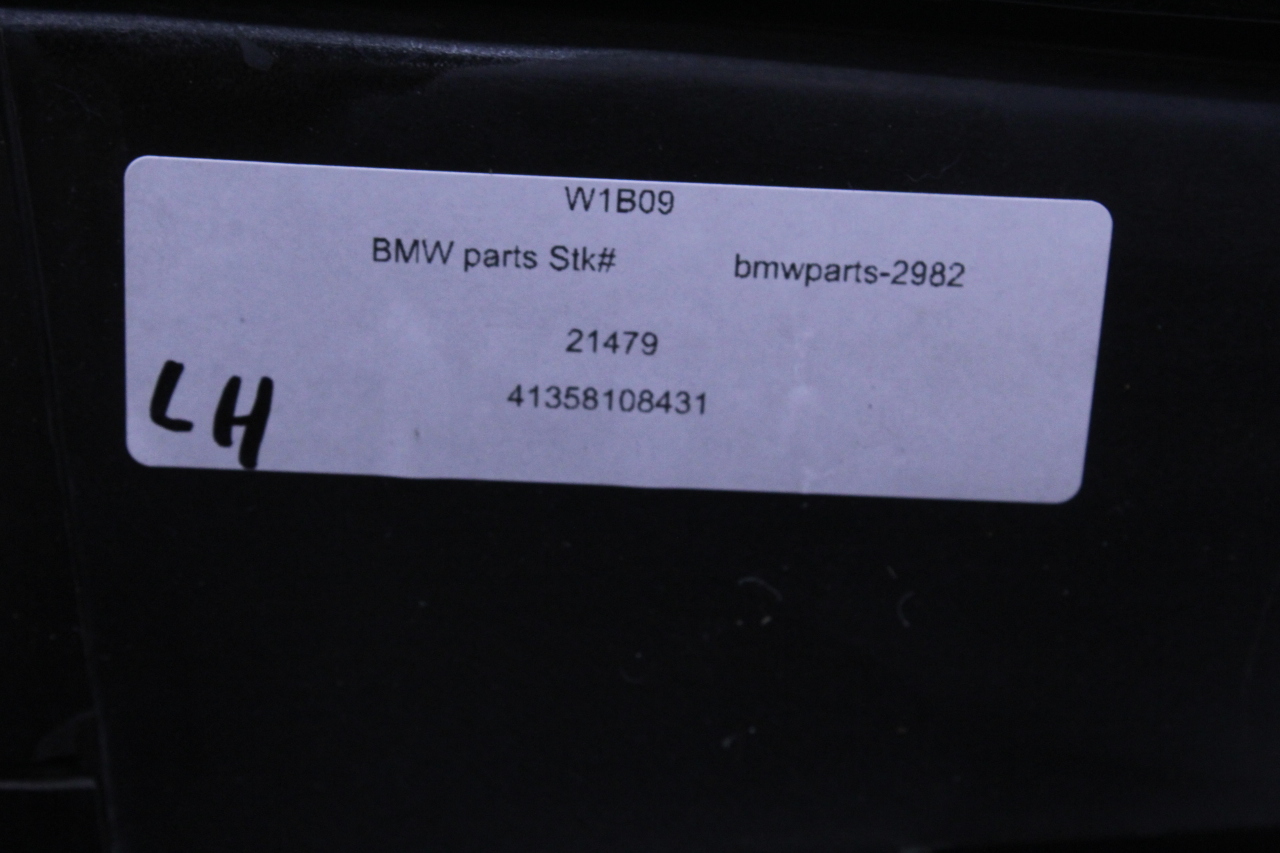 W1B09
BMW parts Stk# bmwparts-2982
21479
41358108431
LH